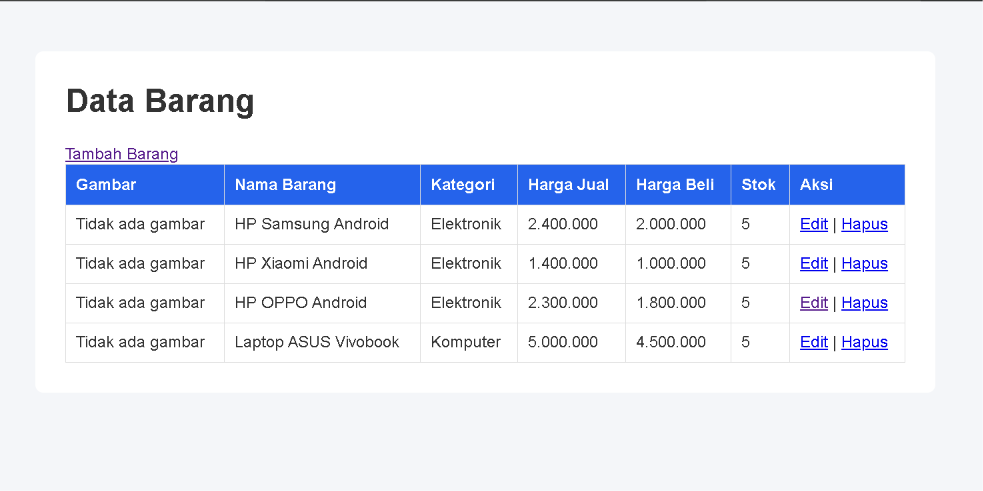 Data Barang
Tambah Barang
Gambar Nama Barang Kategori Harga Jual Harga Beli Stok Aksi
Tidak ada gambar HP Samsung Android Elektronik 2.400.000 2.000.000 5 Edit | Hapus
Tidak ada gambar HP Xiaomi Android Elektronik 1.400.000 1.000.000 5 Edit | Hapus
Tidak ada gambar HP OPPO Android Elektronik 2.300.000 1.800.000 5 Edit | Hapus
Tidak ada gambar Laptop ASUS Vivobook Komputer 5.000.000 4.500.000 5 Edit | Hapus